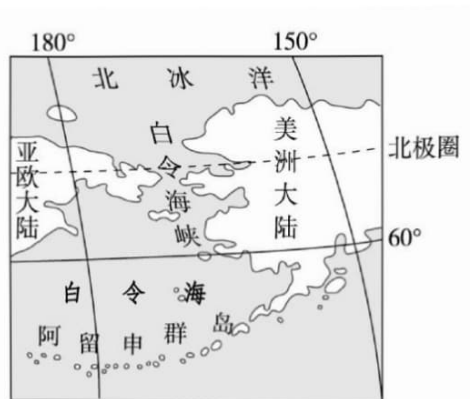 180° 150°
北冰洋
白令海峡
美洲大陆
亚欧大陆
北极圈
60°
白令海
阿留申群岛